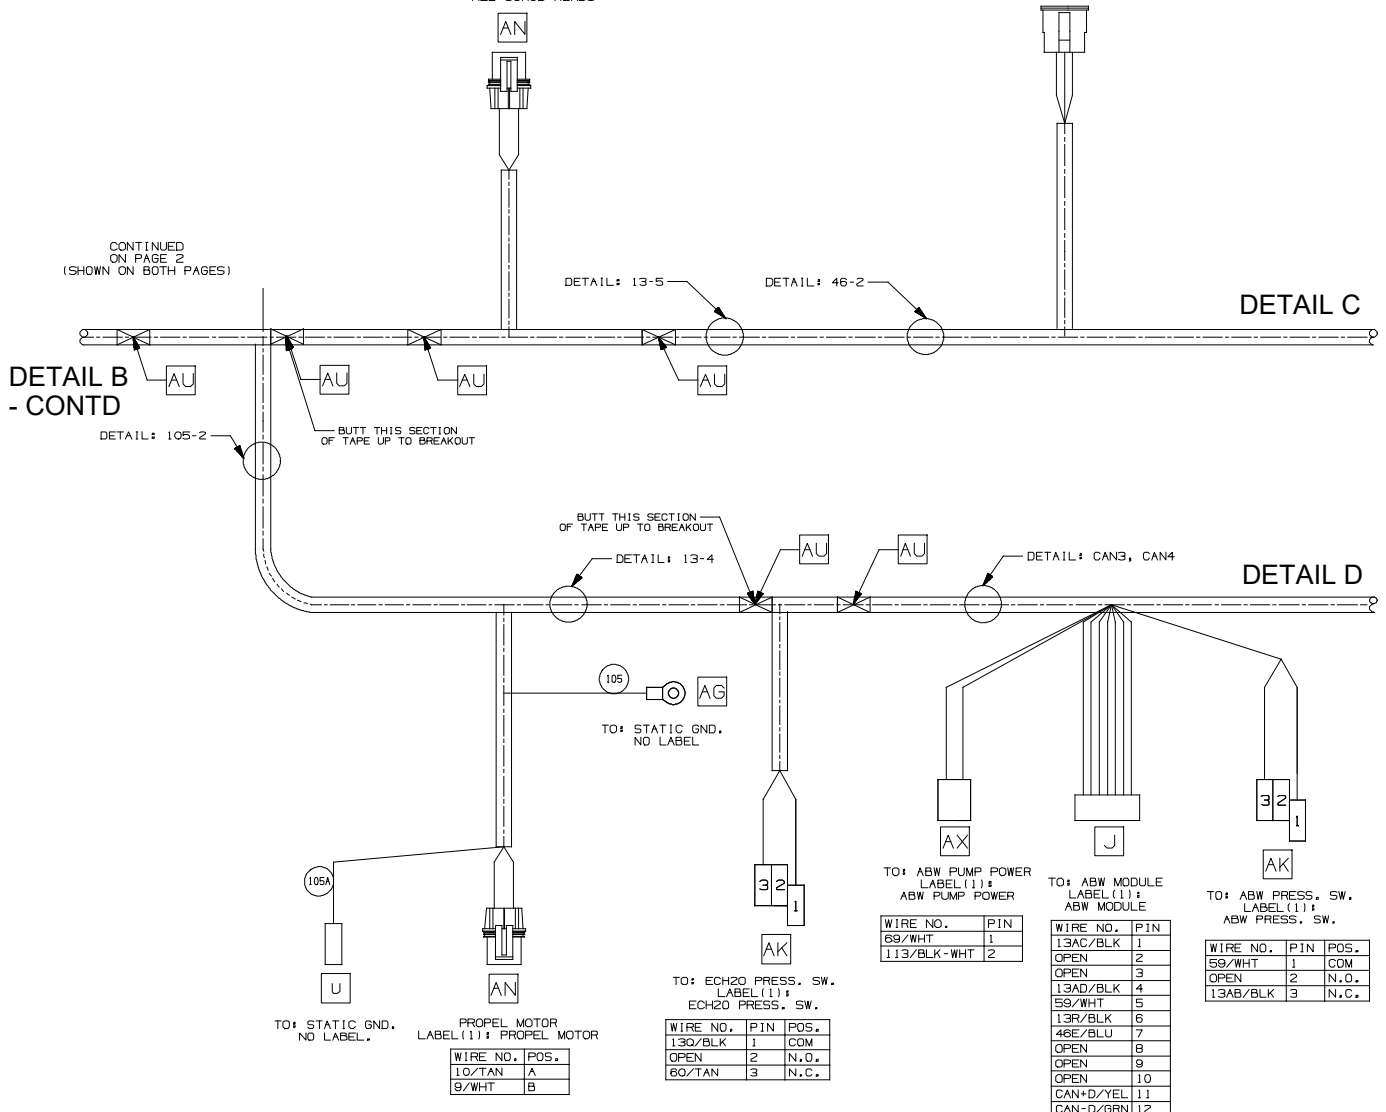 AN
CONTINUED
ON PAGE 2
(SHOWN ON BOTH PAGES)
DETAIL: 13-5
DETAIL: 46-2
DETAIL C
DETAIL B
- CONTD
AU
AU
AU
AU
DETAIL: 105-2
BUTT THIS SECTION
OF TAPE UP TO BREAKOUT
BUTT THIS SECTION
OF TAPE UP TO BREAKOUT
DETAIL: 13-4
AU
AU
DETAIL: CAN3, CAN4
DETAIL D
105
AG
TO: STATIC GND.
NO LABEL
105A
U
TO: STATIC GND.
NO LABEL.
AN
PROPEL MOTOR
LABEL(1): PROPEL MOTOR
WIRE NO. POS.
10/TAN A
9/WHT B
3 2 1
AK
TO: ECH20 PRESS. SW.
LABEL(1):
ECH20 PRESS. SW.
WIRE NO. PIN POS.
13Q/BLK 1 COM
OPEN 2 N.O.
60/TAN 3 N.C.
AX
TO: ABW PUMP POWER
LABEL(1):
ABW PUMP POWER
WIRE NO. PIN
69/WHT 1
113/BLK-WHT 2
J
TO: ABW MODULE
LABEL(1):
ABW MODULE
WIRE NO. PIN
13AC/BLK 1
OPEN 2
OPEN 3
13AD/BLK 4
59/WHT 5
13R/BLK 6
46E/BLU 7
OPEN 8
OPEN 9
OPEN 10
CAN+D/YEL 11
CAN-D/GRN 12
3 2 1
AK
TO: ABW PRESS. SW.
LABEL(1):
ABW PRESS. SW.
WIRE NO. PIN POS.
59/WHT 1 COM
OPEN 2 N.O.
13AB/BLK 3 N.C.